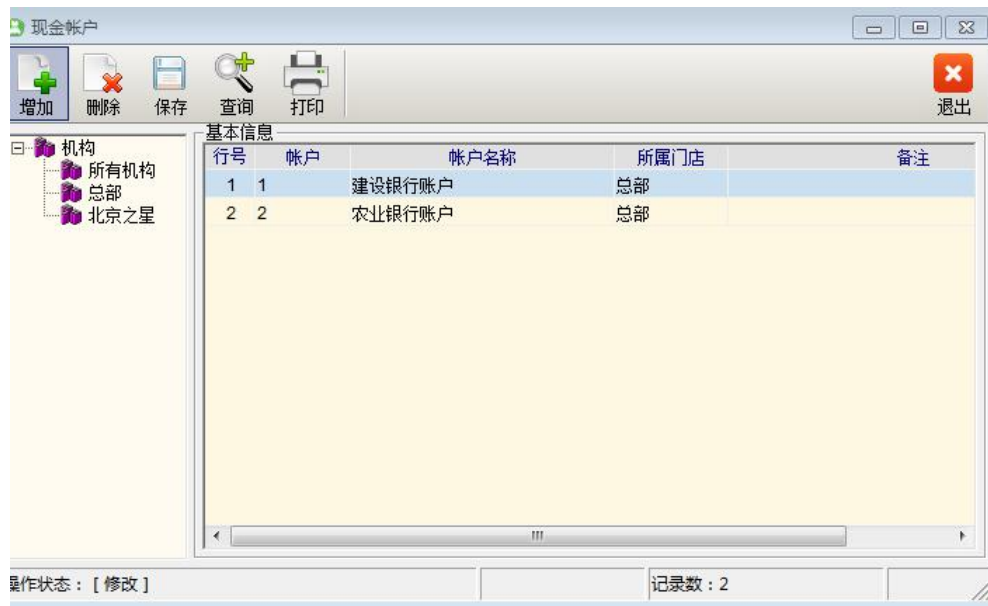 现金帐户
增加 删除 保存 查询 打印 退出
机构
所有机构
总部
北京之星
基本信息
行号 帐户 帐户名称 所属门店 备注
1 1 建设银行账户 总部
2 2 农业银行账户 总部
操作状态：[ 修改 ] 记录数：2